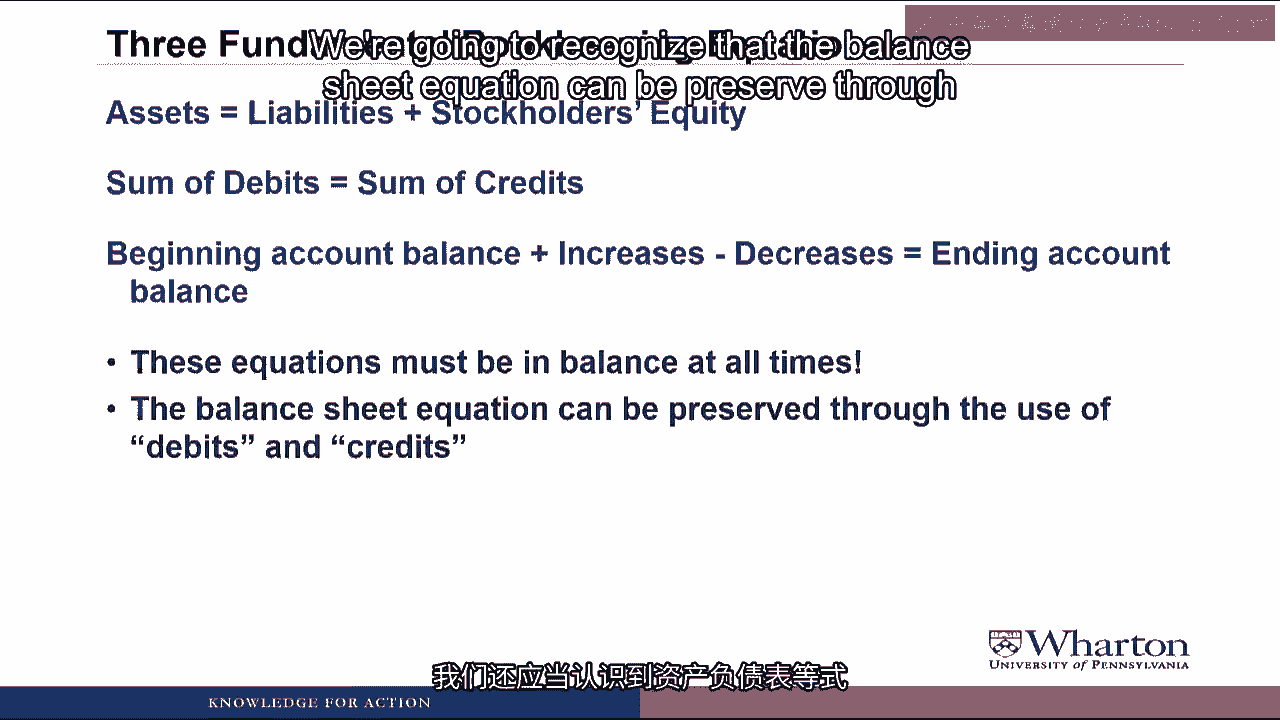 We're going to recognize that the balance
sheet equation can be preserve through
Assets = Liabilities + Stockholders' Equity
Sum of Debits = Sum of Credits
Beginning account balance + Increases - Decreases = Ending account
balance
• These equations must be in balance at all times!
• The balance sheet equation can be preserved through the use of
“debits” and “credits”
Wharton
UNIVERSITY of PENNSYLVANIA
我们还应当认识到资产负债表等式
KNOWLEDGE FOR ACTION